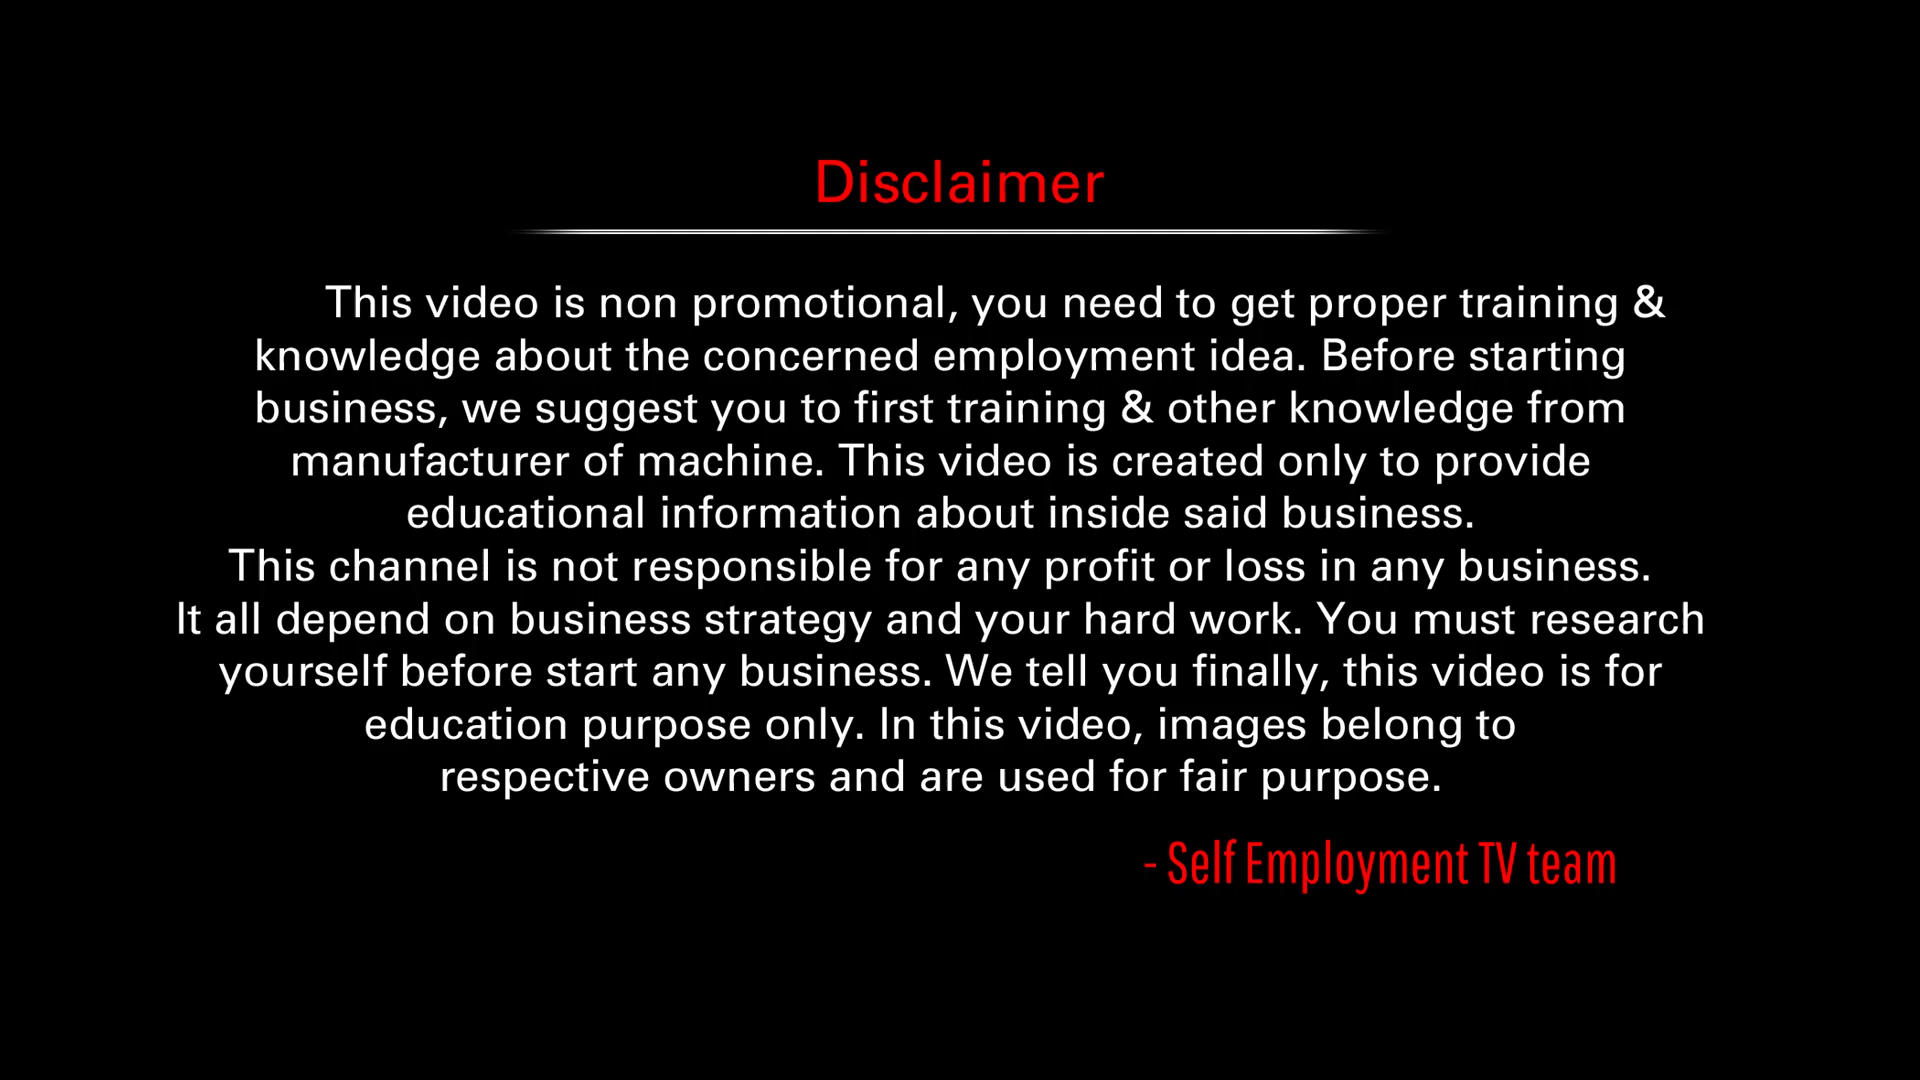 Disclaimer
This video is non promotional, you need to get proper training &
knowledge about the concerned employment idea. Before starting
business, we suggest you to first training & other knowledge from
manufacturer of machine. This video is created only to provide
educational information about inside said business.
This channel is not responsible for any profit or loss in any business.
It all depend on business strategy and your hard work. You must research
yourself before start any business. We tell you finally, this video is for
education purpose only. In this video, images belong to
respective owners and are used for fair purpose.
- Self Employment TV team